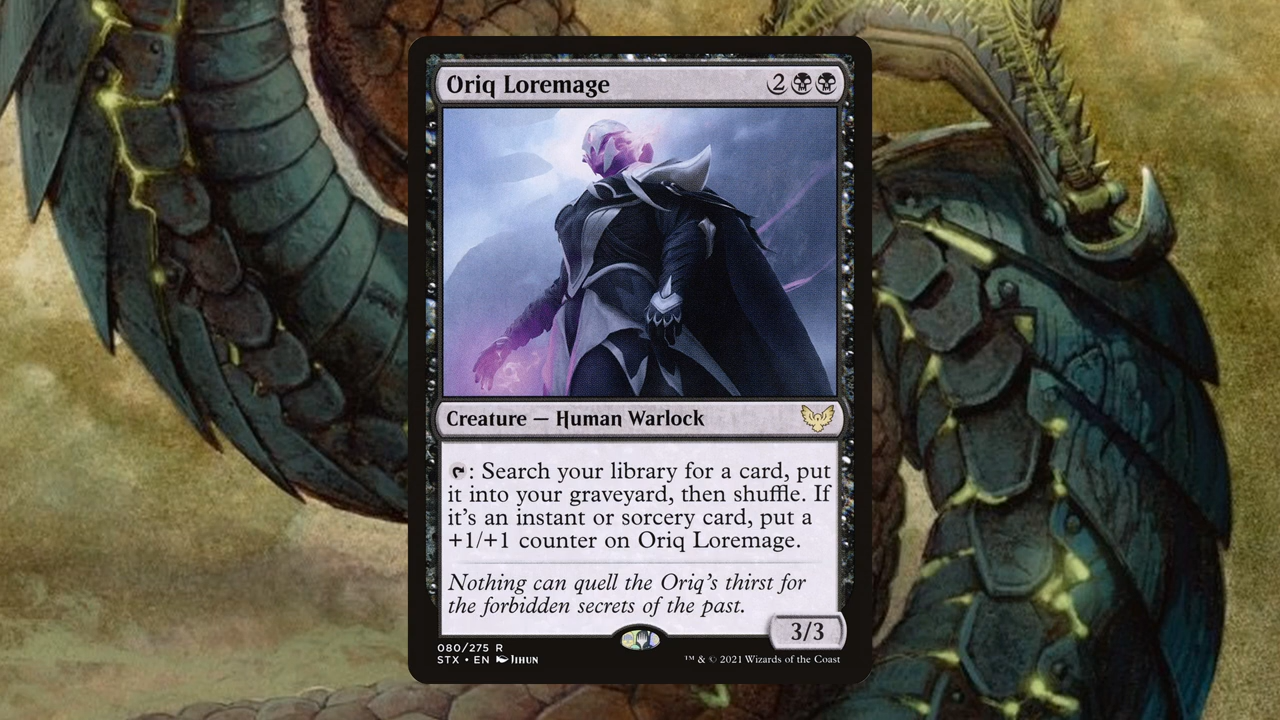 Oriq Loremage 2
Creature — Human Warlock
: Search your library for a card, put
it into your graveyard, then shuffle. If
it's an instant or sorcery card, put a
+1/+1 counter on Oriq Loremage.
Nothing can quell the Oriq's thirst for
the forbidden secrets of the past.
3/3
080/275 R
STX • EN JIHUN
™ & © 2021 Wizards of the Coast